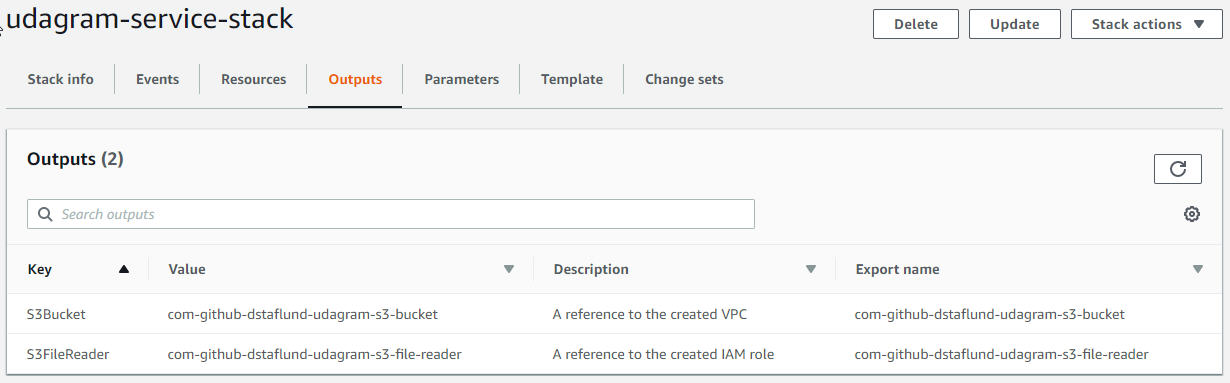 udagram-service-stack
Delete Update Stack actions
Stack info Events Resources Outputs Parameters Template Change sets
Outputs (2)
Search outputs
Key Value Description Export name
S3Bucket com-github-dstaflund-udagram-s3-bucket A reference to the created VPC com-github-dstaflund-udagram-s3-bucket
S3FileReader com-github-dstaflund-udagram-s3-file-reader A reference to the created IAM role com-github-dstaflund-udagram-s3-file-reader